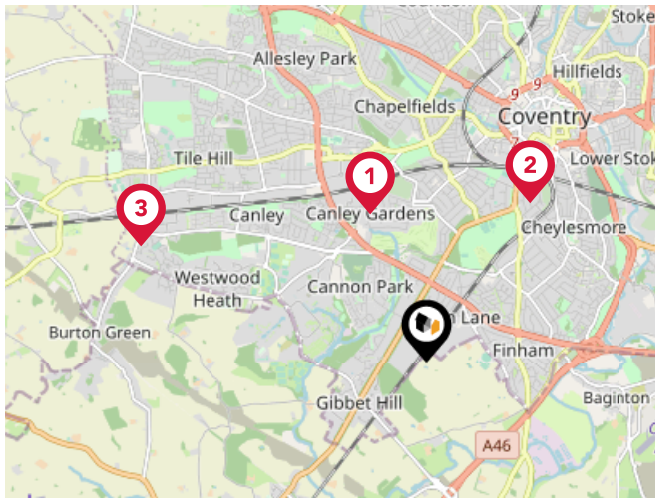 Stoke
Allesley Park
Hillfields
9
Chapelfields
9
Coventry
Tile Hill
1
2
Lower Stok
3
Canley
Canley Gardens
Cheylesmore
Westwood
Heath
Cannon Park
Lane
Burton Green
Finham
Gibbet Hill
Baginton
A46